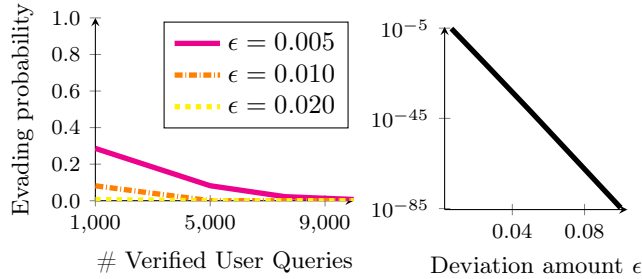 Evading probability
1.0
0.8
0.6
0.4
0.2
0.0
1,000
5,000
9,000
# Verified User Queries
ϵ = 0.005
ϵ = 0.010
ϵ = 0.020
10^{-5}
10^{-45}
10^{-85}
0.04
0.08
Deviation amount ϵ